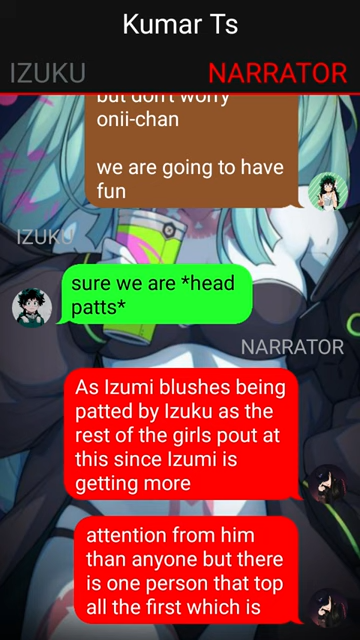 Kumar Ts
IZUKU
NARRATOR
but don't worry
onii-chan
we are going to have
fun
IZUKU
sure we are *head
patts*
NARRATOR
As Izumi blushes being
patted by Izuku as the
rest of the girls pout at
this since Izumi is
getting more
attention from him
than anyone but there
is one person that top
all the first which is